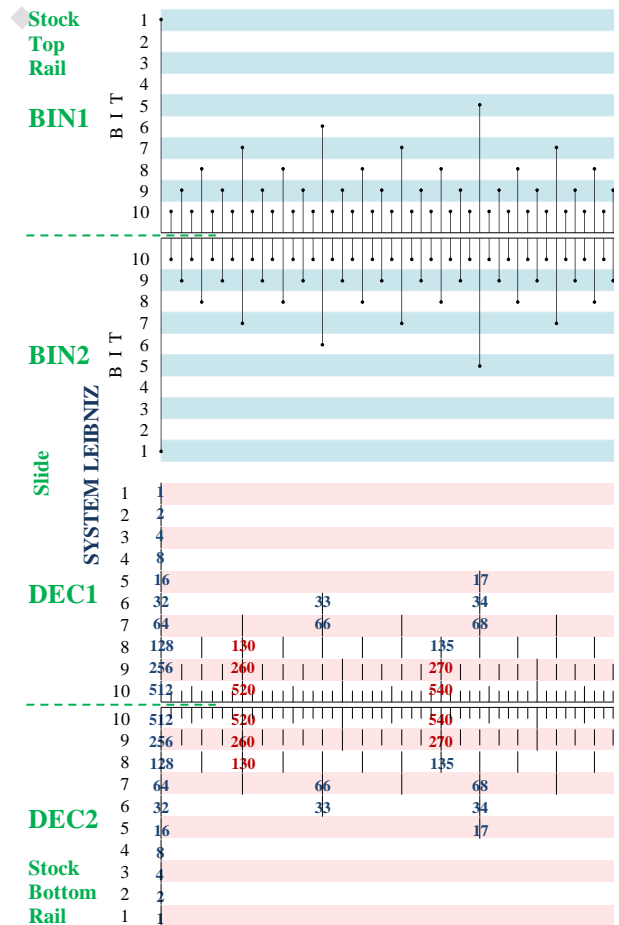 Stock
Top
Rail
BIN1
B I T
1
2
3
4
5
6
7
8
9
10
BIN2
B I T
10
9
8
7
6
5
4
3
2
1
Slide
SYSTEM LEIBNIZ
DEC1
1 1
2 2
3 4
4 8
5 16 17
6 32 33 34
7 64 66 68
8 128 130 135
9 256 260 270
10 512 520 540
DEC2
10 512 520 540
9 256 260 270
8 128 130 135
7 64 66 68
6 32 33 34
5 16 17
4 8
3 4
2 2
1 1
Stock
Bottom
Rail